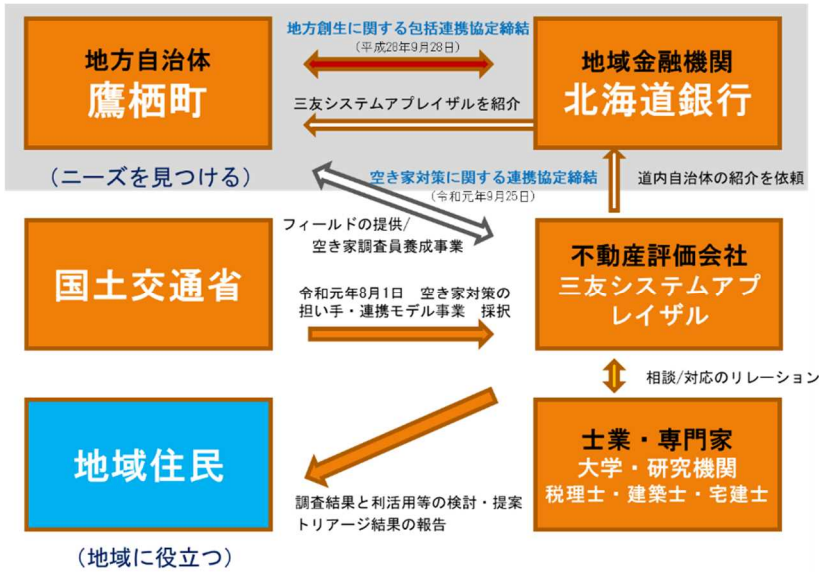 地方自治体
鷹栖町
地方創生に関する包括連携協定締結
（平成28年9月28日）
地域金融機関
北海道銀行
三友システムアプレイザルを紹介
（ニーズを見つける）
空き家対策に関する連携協定締結
（令和元年9月25日）
道内自治体の紹介を依頼
フィールドの提供/
空き家調査員養成事業
国土交通省
令和元年8月1日　空き家対策の
担い手・連携モデル事業　採択
不動産評価会社
三友システムアプ
レイザル
相談/対応のリレーション
地域住民
士業・専門家
大学・研究機関
税理士・建築士・宅建士
調査結果と利活用等の検討・提案
トリアージ結果の報告
（地域に役立つ）